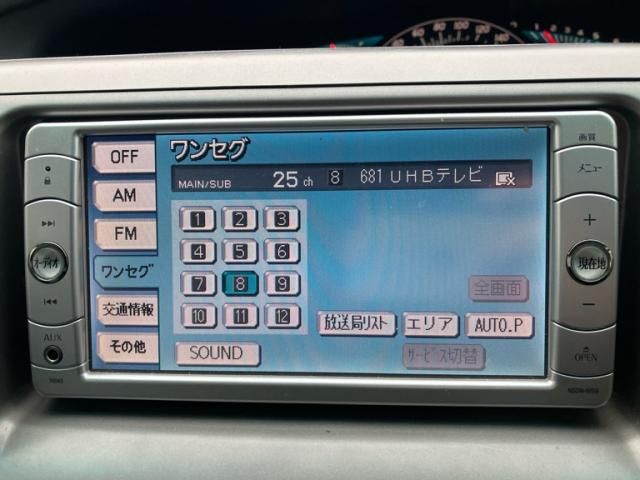 画質
メニュー
+
現在地
−
OPEN
オーディオ
AUX
OFF
AM
FM
ワンセグ
交通情報
その他
ワンセグ
MAIN/SUB 25 ch 8 681 UHBテレビ
1 2 3
4 5 6
7 8 9
10 11 12
全画面
放送局リスト エリア AUTO.P
SOUND
サービス切替